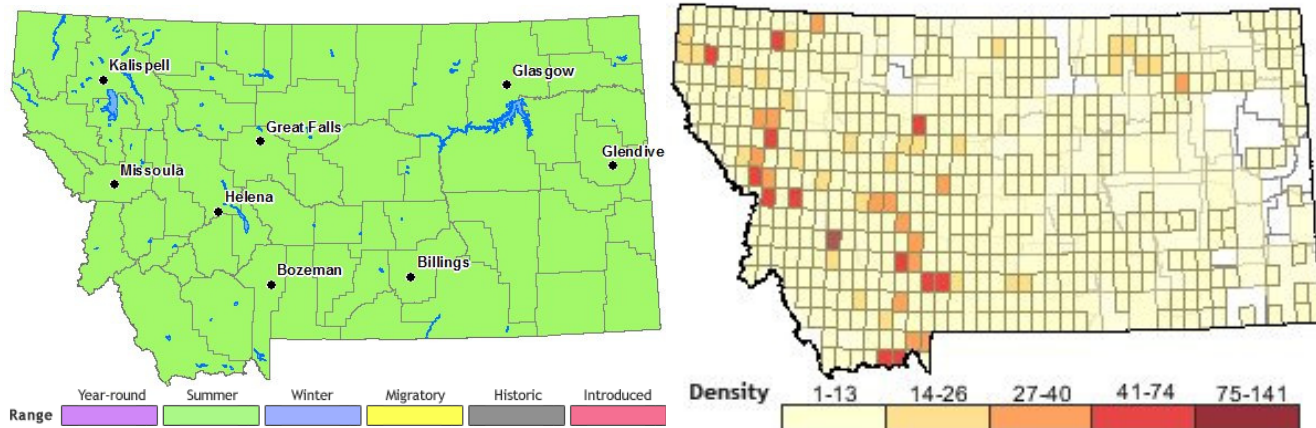 Kalispell
Glasgow
Great Falls
Glendive
Missoula
Helena
Bozeman
Billings
Year-round Summer Winter Migratory Historic Introduced
Range
Density 1-13 14-26 27-40 41-74 75-141